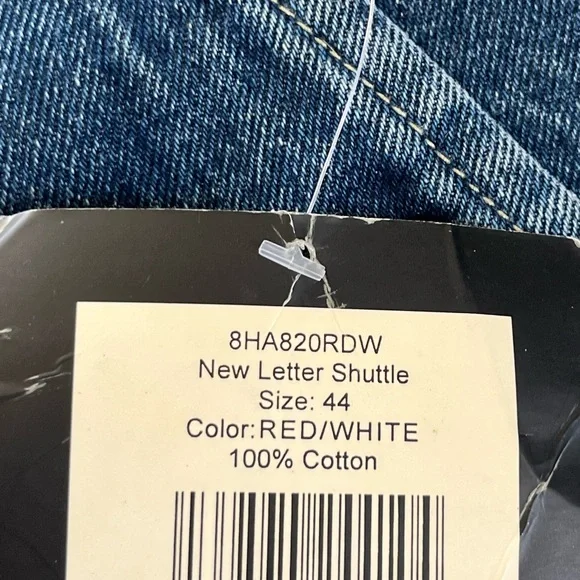 8HA820RDW
New Letter Shuttle
Size: 44
Color:RED/WHITE
100% Cotton